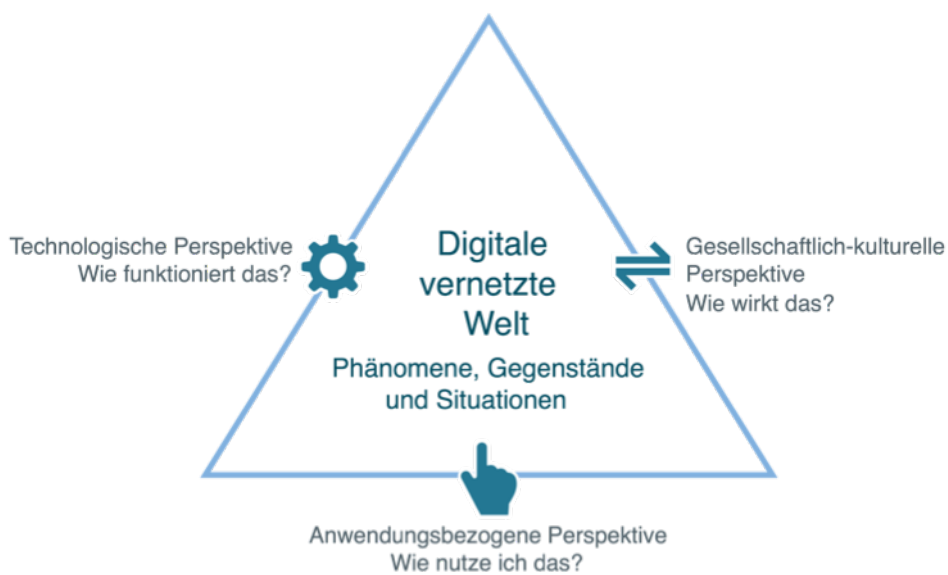 Technologische Perspektive
Wie funktioniert das?
Digitale
vernetzte
Welt
Phänomene, Gegenstände
und Situationen
Gesellschaftlich-kulturelle
Perspektive
Wie wirkt das?
Anwendungsbezogene Perspektive
Wie nutze ich das?